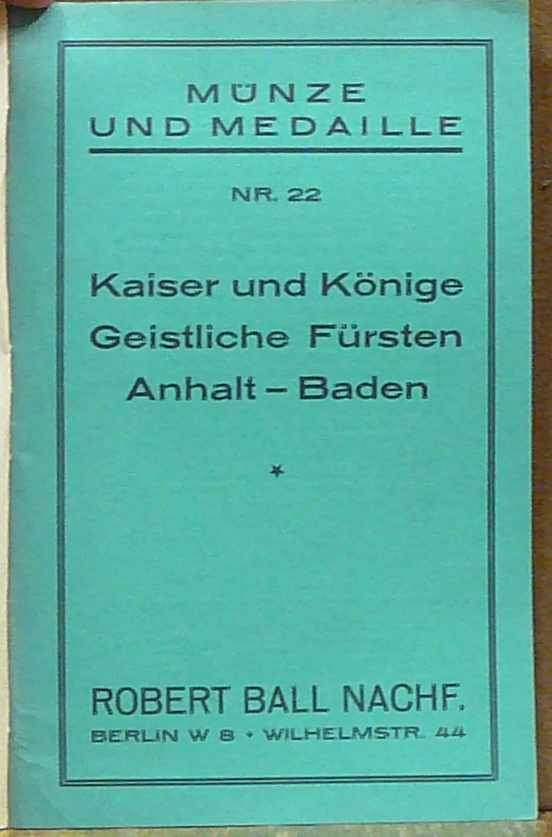 MÜNZE
UND MEDAILLE
NR. 22
Kaiser und Könige
Geistliche Fürsten
Anhalt – Baden
*
ROBERT BALL NACHF.
BERLIN W 8 • WILHELMSTR. 44